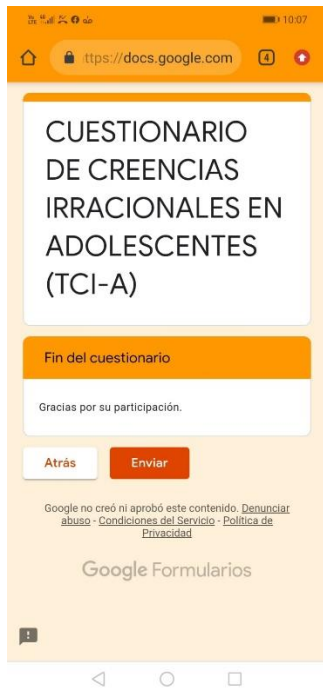 10:07
ttps://docs.google.com
4
CUESTIONARIO
DE CREENCIAS
IRRACIONALES EN
ADOLESCENTES
(TCI-A)
Fin del cuestionario
Gracias por su participación.
Atrás
Enviar
Google no creó ni aprobó este contenido. Denunciar
abuso - Condiciones del Servicio - Política de
Privacidad
Google Formularios